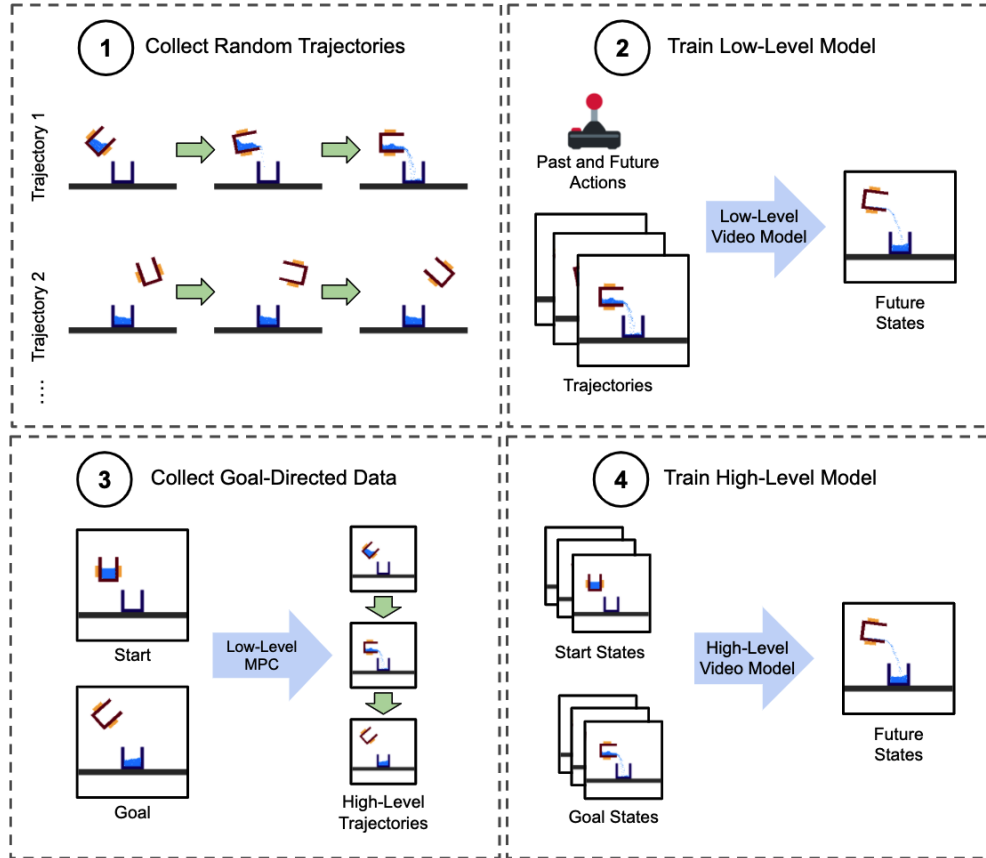 1 Collect Random Trajectories
Trajectory 1
Trajectory 2
....
2 Train Low-Level Model
Past and Future
Actions
Low-Level
Video Model
Trajectories
Future
States
3 Collect Goal-Directed Data
Start
Low-Level
MPC
Goal
High-Level
Trajectories
4 Train High-Level Model
Start States
High-Level
Video Model
Goal States
Future
States